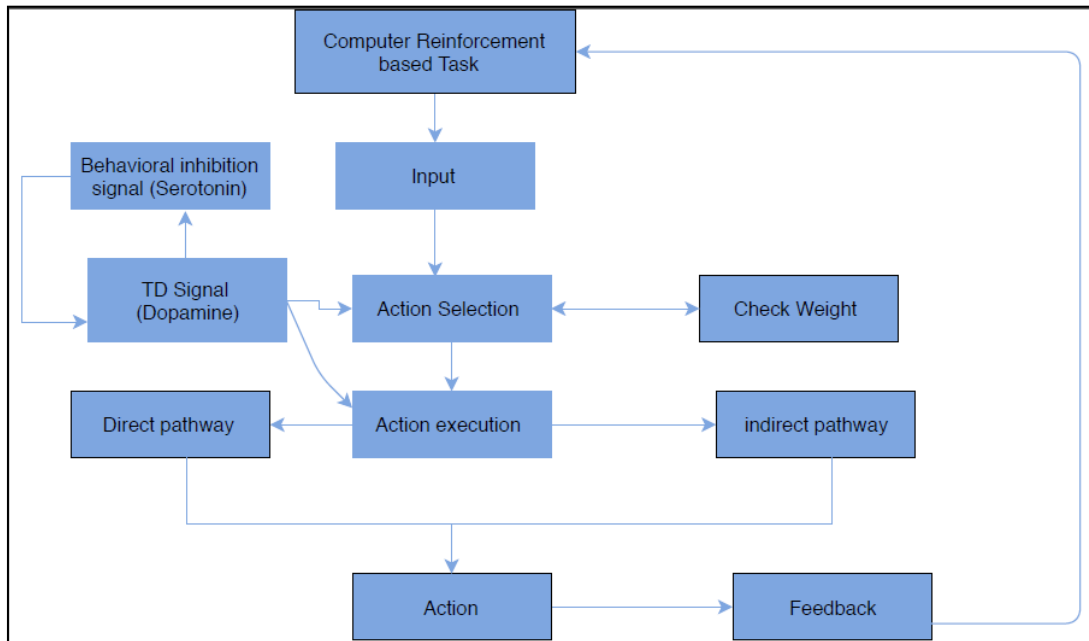 Computer Reinforcement
based Task
Behavioral inhibition
signal (Serotonin)
Input
TD Signal
(Dopamine)
Action Selection
Check Weight
Direct pathway
Action execution
indirect pathway
Action
Feedback